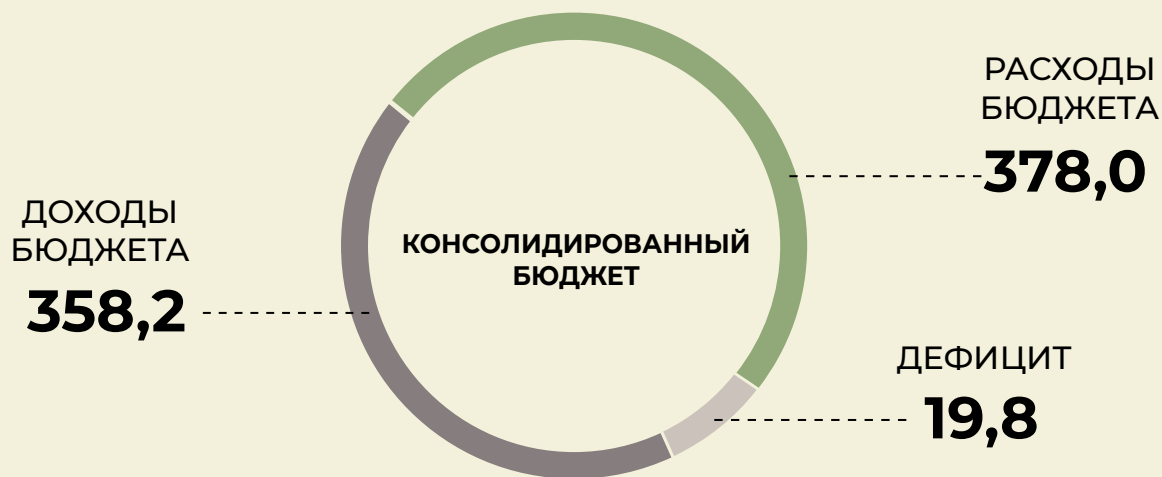 РАСХОДЫ
БЮДЖЕТА
378,0
ДОХОДЫ
БЮДЖЕТА
358,2
КОНСОЛИДИРОВАННЫЙ
БЮДЖЕТ
ДЕФИЦИТ
19,8